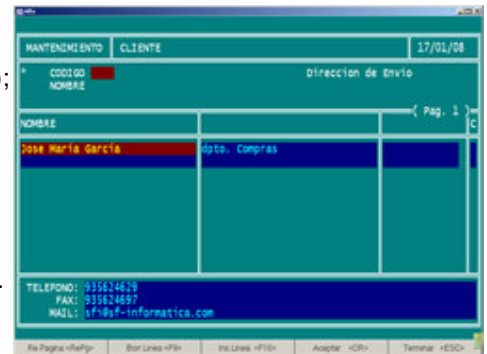 MANTENIMIENTO CLIENTE 17/01/08
* CODIGO Direccion de Envio
);
NOMBRE
( Pag. 1 )
NOMBRE C
Jose Maria Garcia dpto. Compras
TELEFONO: 935624629
FAX: 935624697
MAIL: sfi@sf-informatica.com
Re.Pagina <RePg> Borr.Linea <F9> Ins.Linea <F10> Aceptar <CR> Terminar <ESC>